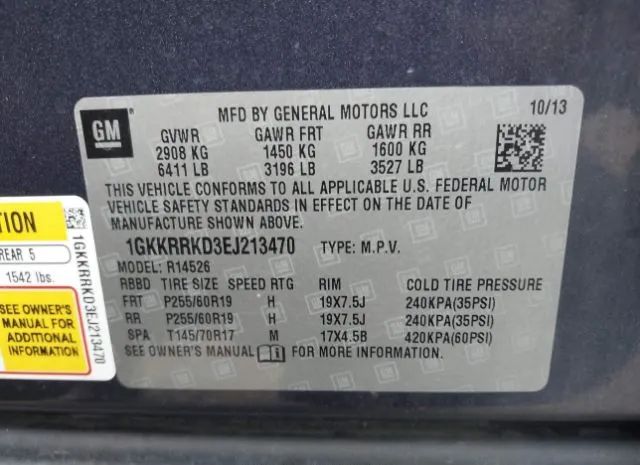 MFD BY GENERAL MOTORS LLC 10/13
GM
GVWR GAWR FRT GAWR RR
2908 KG 1450 KG 1600 KG
6411 LB 3196 LB 3527 LB
THIS VEHICLE CONFORMS TO ALL APPLICABLE U.S. FEDERAL MOTOR
VEHICLE SAFETY STANDARDS IN EFFECT ON THE DATE OF
MANUFACTURE SHOWN ABOVE.
1GKKRRKD3EJ213470 TYPE: M.P.V.
MODEL: R14526
RBBD TIRE SIZE SPEED RTG RIM COLD TIRE PRESSURE
FRT P255/60R19 H 19X7.5J 240KPA(35PSI)
RR P255/60R19 H 19X7.5J 240KPA(35PSI)
SPA T145/70R17 M 17X4.5B 420KPA(60PSI)
SEE OWNER'S MANUAL FOR MORE INFORMATION.
TION
REAR 5
1542 lbs.
SEE OWNER'S
MANUAL FOR
ADDITIONAL
INFORMATION
1GKKRRKD3EJ213470